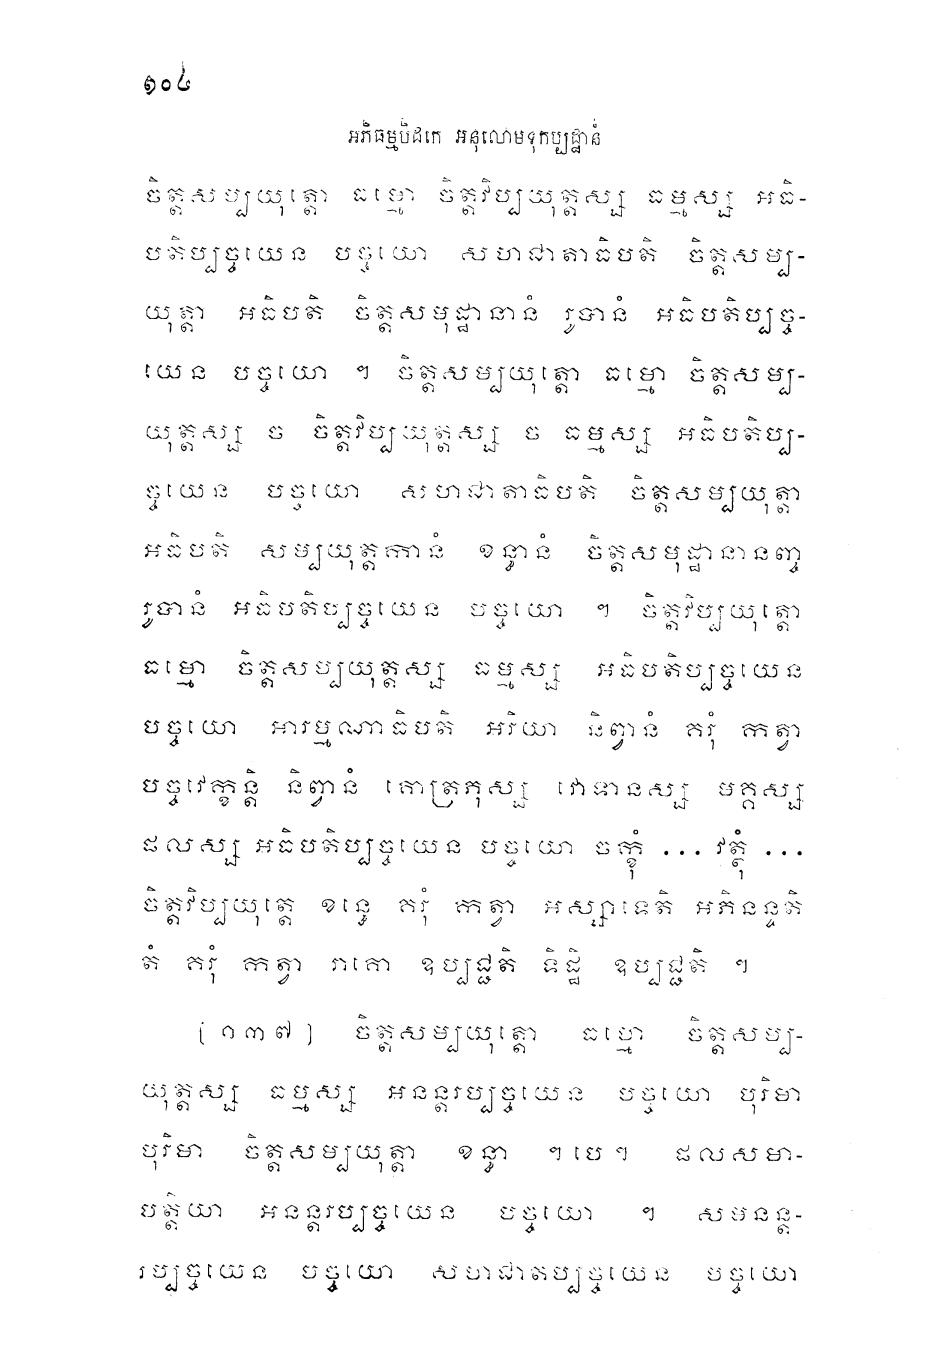 ១០៤
អភិធម្មបិដកេ អនុលោមទុកប្បដ្ឋានំ
ចិត្តសម្បយុត្តោ ធម្មោ ចិត្តវិប្បយុត្តស្ស ធម្មស្ស អធិ-
បតិប្បច្ចយេន បច្ចយោ សហជាតាធិបតិ ចិត្តសម្ប-
យុត្តា អធិបតិ ចិត្តសមុដ្ឋានានំ រូបានំ អធិបតិប្បច្ច-
យេន បច្ចយោ ។ ចិត្តសម្បយុត្តោ ធម្មោ ចិត្តសម្ប-
យុត្តស្ស ច ចិត្តវិប្បយុត្តស្ស ច ធម្មស្ស អធិបតិប្ប-
ច្ចយេន បច្ចយោ សហជាតាធិបតិ ចិត្តសម្បយុត្តា
អធិបតិ សម្បយុត្តកានំ ខន្ធានំ ចិត្តសមុដ្ឋានានញ្ច
រូបានំ អធិបតិប្បច្ចយេន បច្ចយោ ។ ចិត្តវិប្បយុត្តោ
ធម្មោ ចិត្តសម្បយុត្តស្ស ធម្មស្ស អធិបតិប្បច្ចយេន
បច្ចយោ អារម្មណាធិបតិ អរិយា និព្វានំ គរុំ កត្វា
បច្ចវេក្ខន្តិ និព្វានំ គោត្រភុស្ស វោទានស្ស មគ្គស្ស
ផលស្ស អធិបតិប្បច្ចយេន បច្ចយោ ចក្ខុំ ... វត្ថុំ ...
ចិត្តវិប្បយុត្តេ ខន្ធេ គរុំ កត្វា អស្សាទេតិ អភិនន្ទតិ
តំ គរុំ កត្វា រាគោ ឧប្បជ្ជតិ ទិដ្ឋិ ឧប្បជ្ជតិ ។
[១៣៧] ចិត្តសម្បយុត្តោ ធម្មោ ចិត្តសម្ប-
យុត្តស្ស ធម្មស្ស អនន្តរប្បច្ចយេន បច្ចយោ បុរិមា
បុរិមា ចិត្តសម្បយុត្តា ខន្ធា ។បេ។ ផលសមា-
បត្តិយា អនន្តរប្បច្ចយេន បច្ចយោ ។ សមនន្ត-
រប្បច្ចយេន បច្ចយោ សហជាតប្បច្ចយេន បច្ចយោ